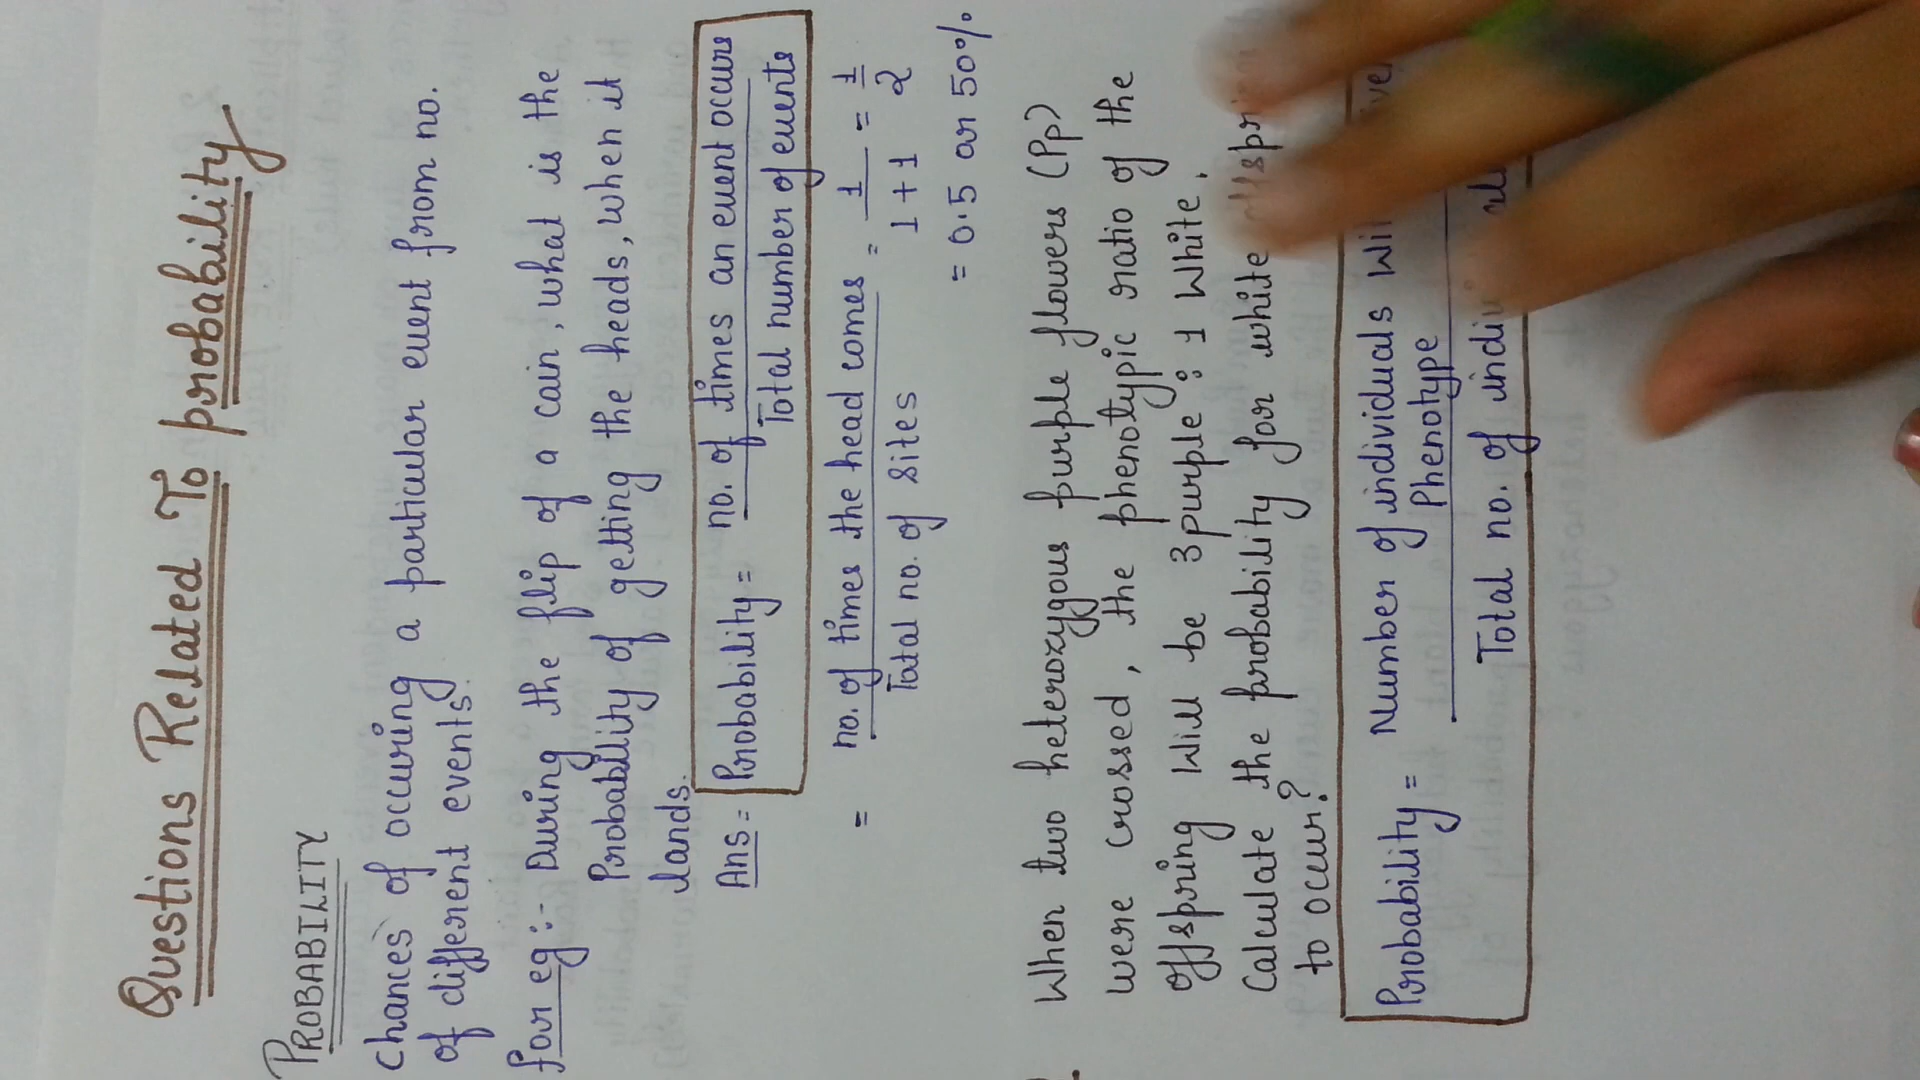 Questions Related To probability
PROBABILITY
Chances of occuring a particular event from no.
of different events.
for eg:- During the flip of a coin, what is the
Probability of getting the heads, when it
lands.
Ans = Probability = no. of times an event occurs
Total number of events
= no. of times the head comes = 1 = 1
Total no. of sites 1 + 1 2
= 0.5 or 50%
When two heterozygous purple flowers (Pp)
were crossed, the phenotypic ratio of the
offspring will be 3 purple : 1 white.
Calculate the probability for white
to occur?
Probability = Number of individuals
Phenotype
Total no. of